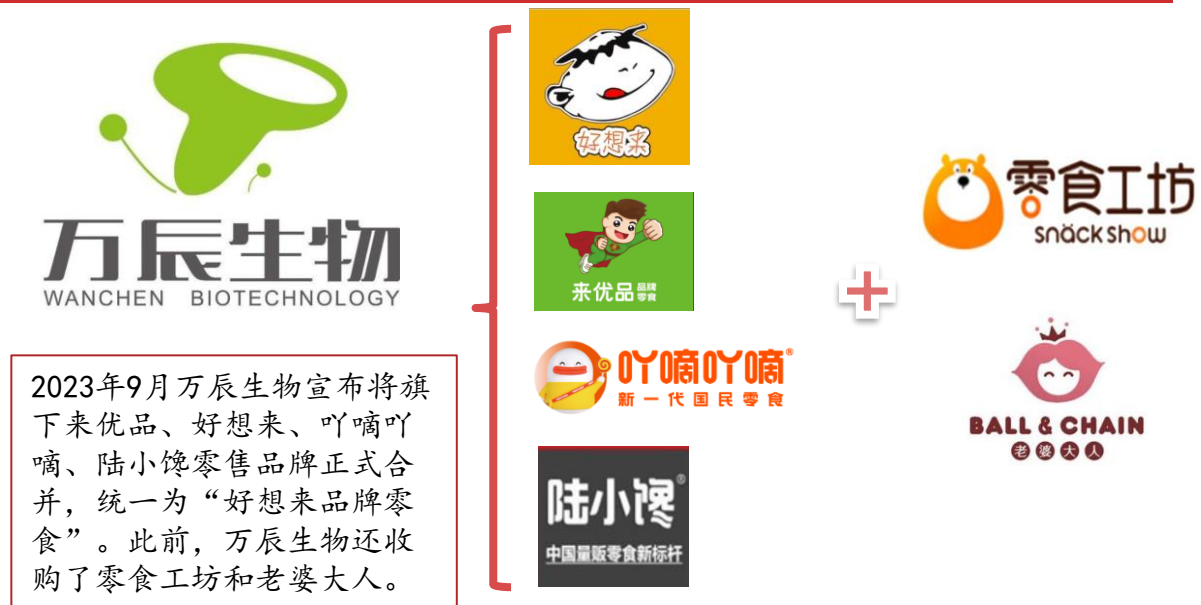 万辰生物
WANCHEN BIOTECHNOLOGY
2023年9月万辰生物宣布将旗
下来优品、好想来、吖嘀吖
嘀、陆小馋零售品牌正式合
并，统一为“好想来品牌零
食”。此前，万辰生物还收
购了零食工坊和老婆大人。
好想来
来优品 品牌零食
吖嘀吖嘀®
新一代国民零食
陆小馋®
中国量贩零食新标杆
零食工坊
snäck show
BALL & CHAIN
老婆大人